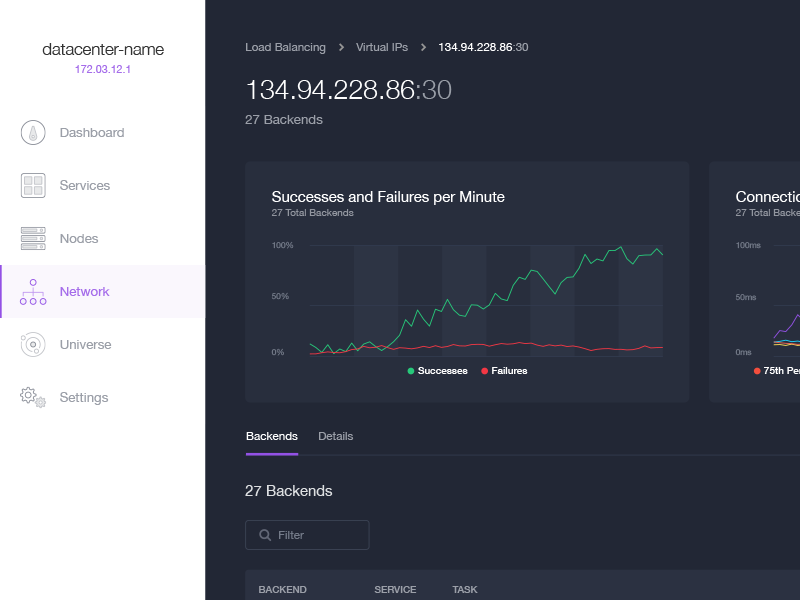 datacenter-name
172.03.12.1
Dashboard
Services
Nodes
Network
Universe
Settings
Load Balancing > Virtual IPs > 134.94.228.86:30
134.94.228.86:30
27 Backends
Successes and Failures per Minute
27 Total Backends
100%
50%
0%
Successes Failures
Connectio
27 Total Backe
100ms
50ms
0ms
75th Per
Backends Details
27 Backends
Filter
BACKEND SERVICE TASK